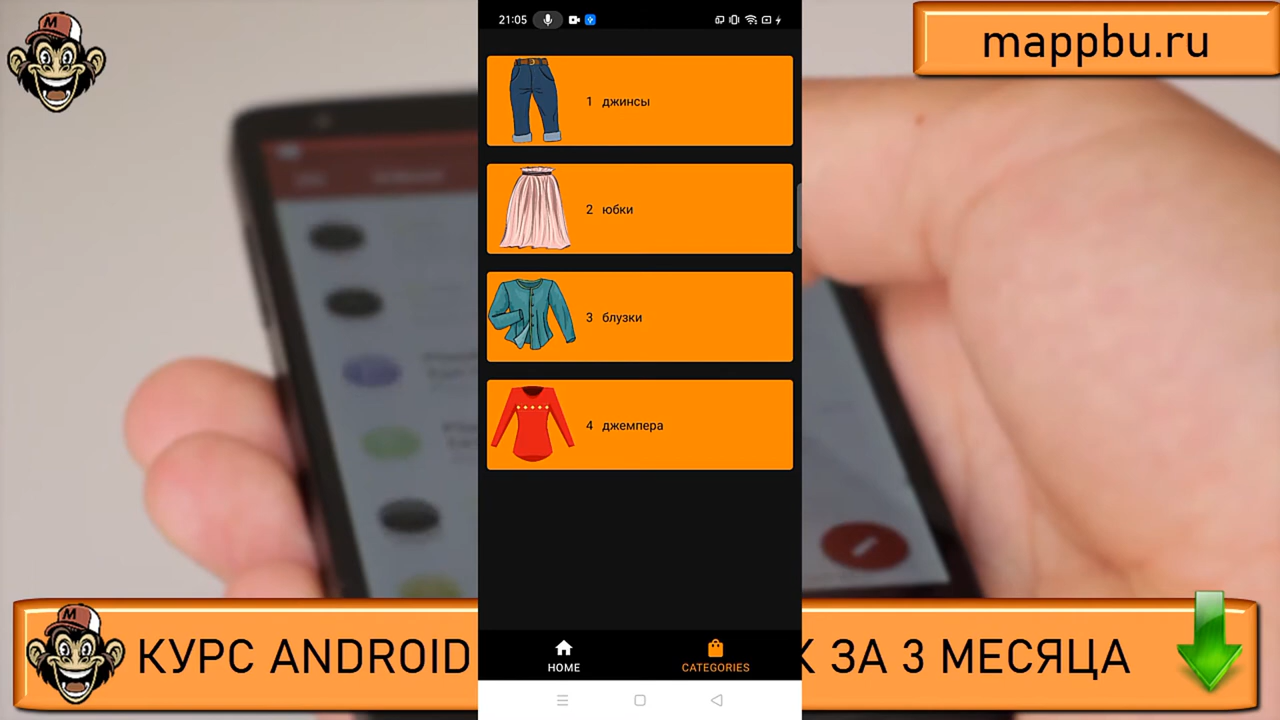 mappbu.ru
21:05
1 джинсы
2 юбки
3 блузки
4 джемпера
HOME
CATEGORIES
M
M
КУРС ANDROID
К ЗА 3 МЕСЯЦА